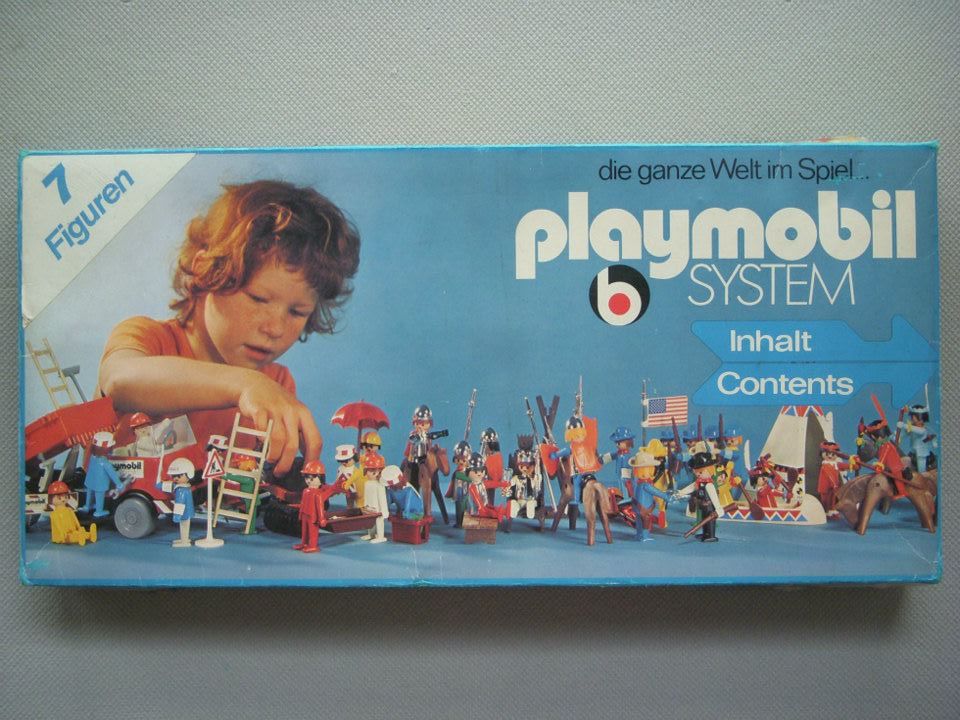 7
Figuren
die ganze Welt im Spiel...
playmobil
b
SYSTEM
Inhalt
Contents